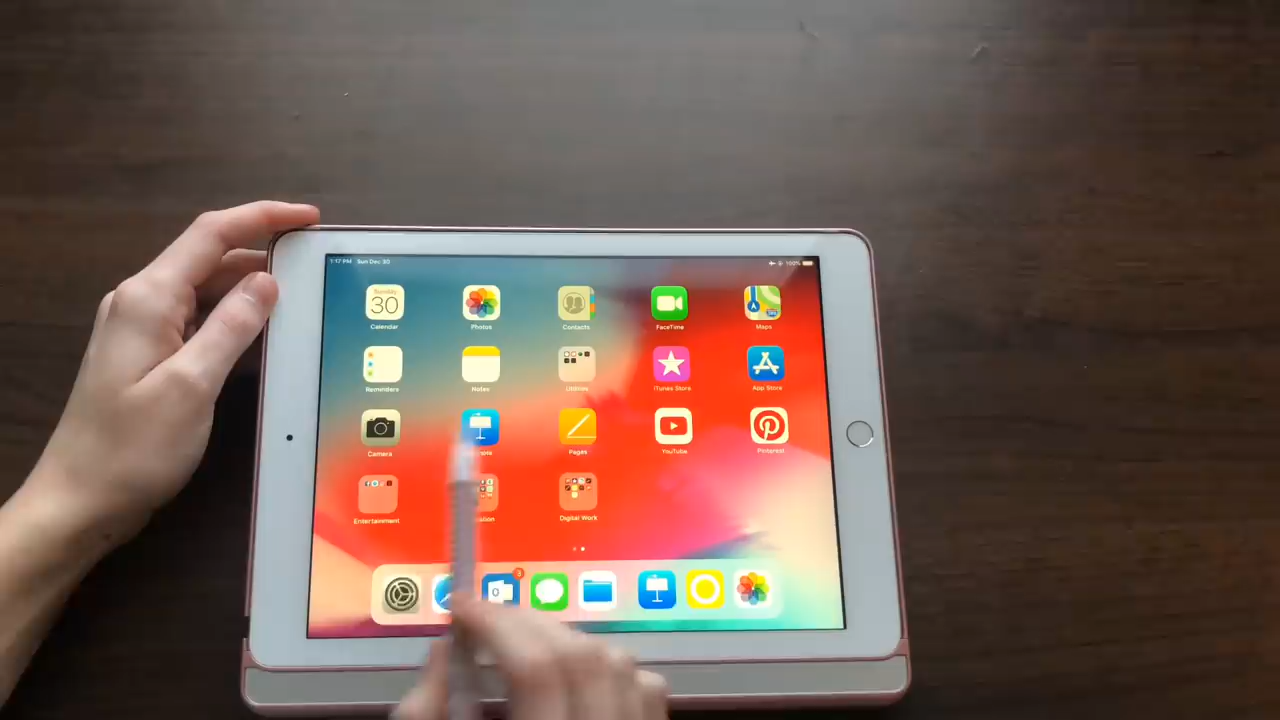 1:17 PM Sun Dec 30
100%
Sunday
30
Calendar
Photos
Contacts
FaceTime
Maps
Reminders
Notes
Utilities
iTunes Store
App Store
Camera
Pages
YouTube
Pinterest
Entertainment
Digital Work
3